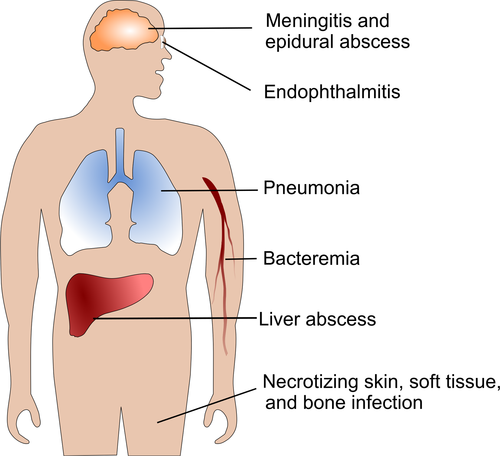 Meningitis and
epidural abscess
Endophthalmitis
Pneumonia
Bacteremia
Liver abscess
Necrotizing skin, soft tissue,
and bone infection